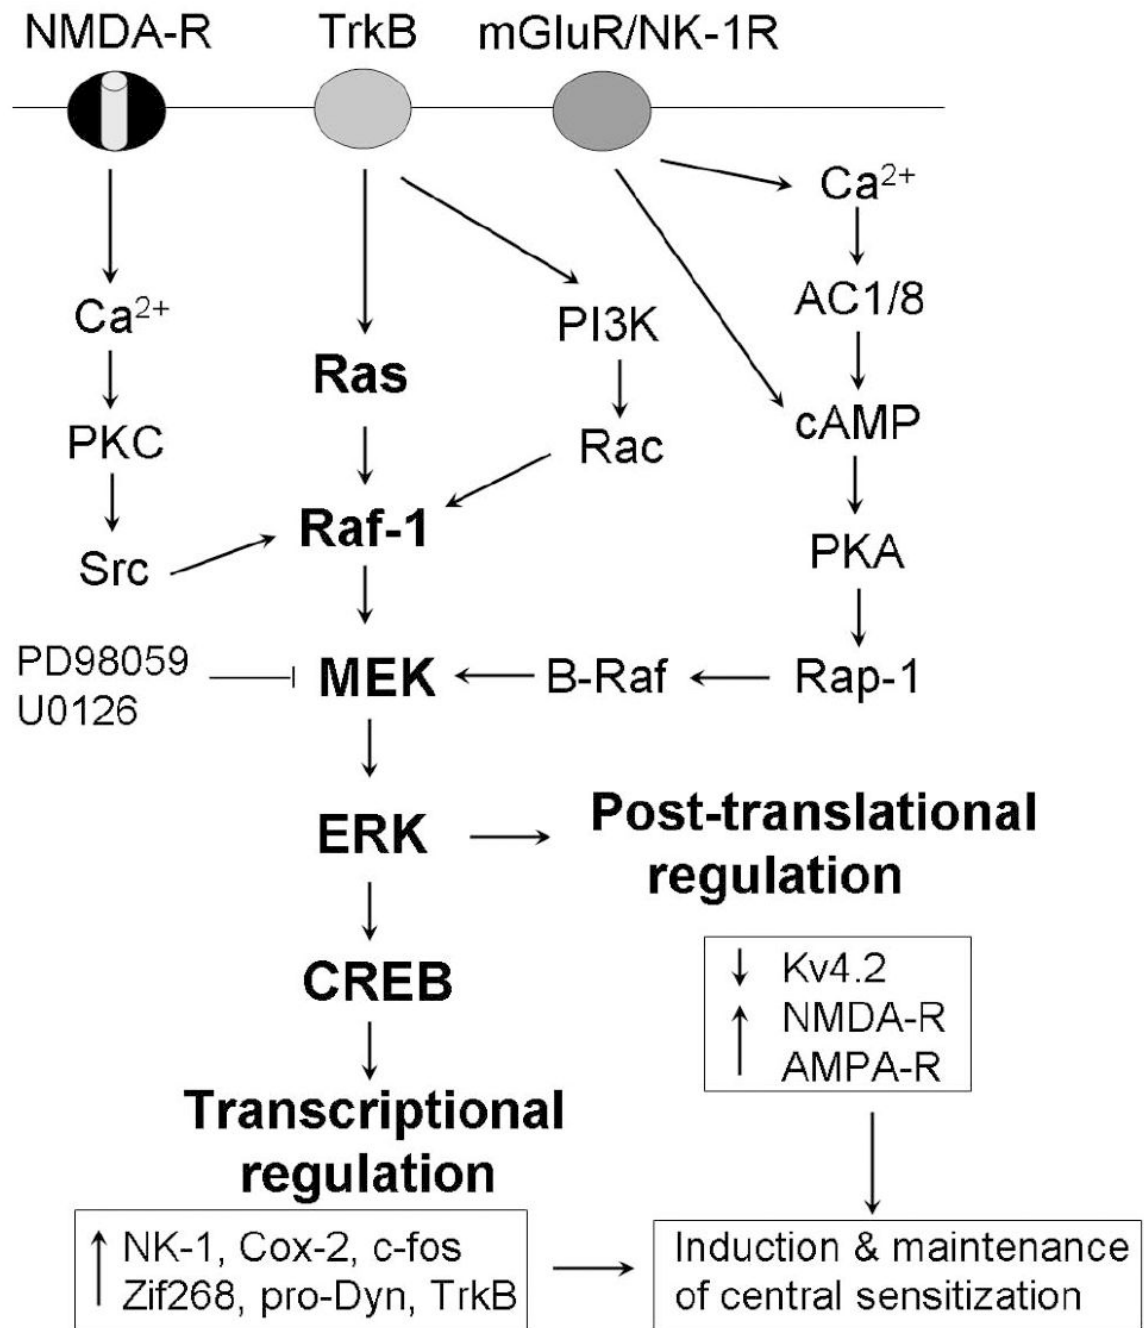 NMDA-R TrkB mGluR/NK-1R
Ca2+
AC1/8
Ca2+
PI3K
Ras
cAMP
PKC
Rac
Raf-1
PKA
Src
PD98059
U0126
MEK
B-Raf
Rap-1
ERK
Post-translational
regulation
CREB
Kv4.2
NMDA-R
AMPA-R
Transcriptional
regulation
NK-1, Cox-2, c-fos
Zif268, pro-Dyn, TrkB
Induction & maintenance
of central sensitization